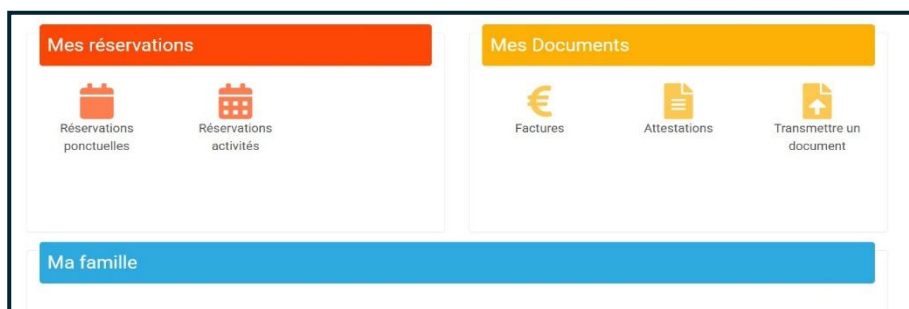 Mes réservations
Réservations
ponctuelles
Réservations
activités
Mes Documents
Factures
Attestations
Transmettre un
document
Ma famille